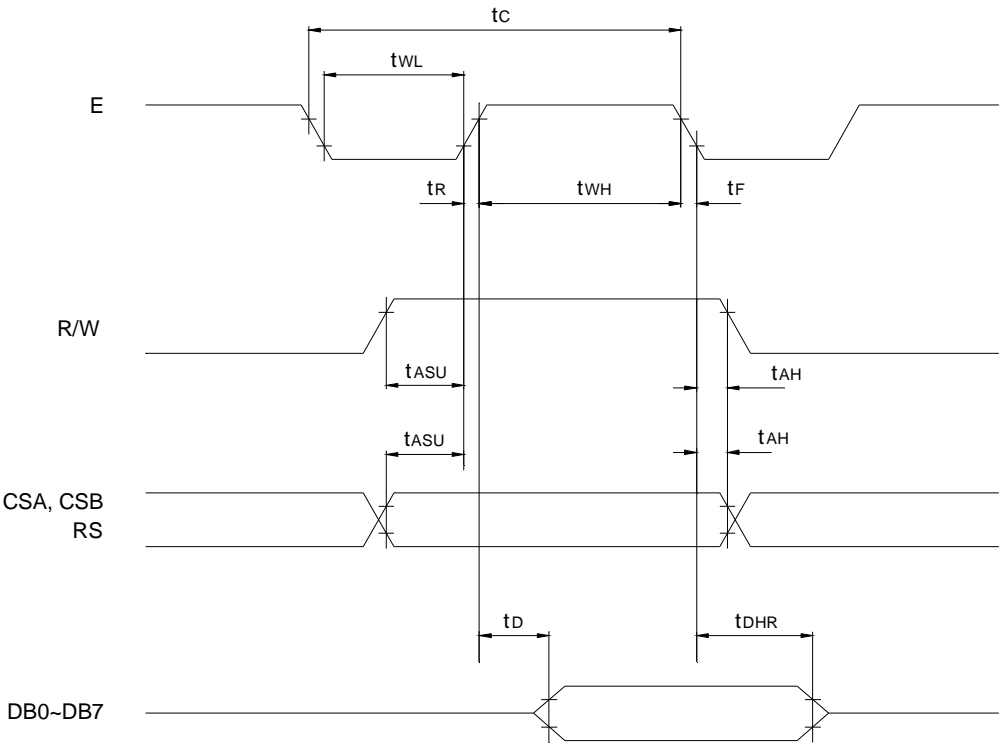 tC
tWL
E
tR tWH tF
R/W
tASU tAH
tASU tAH
CSA, CSB
RS
tD tDHR
DB0~DB7